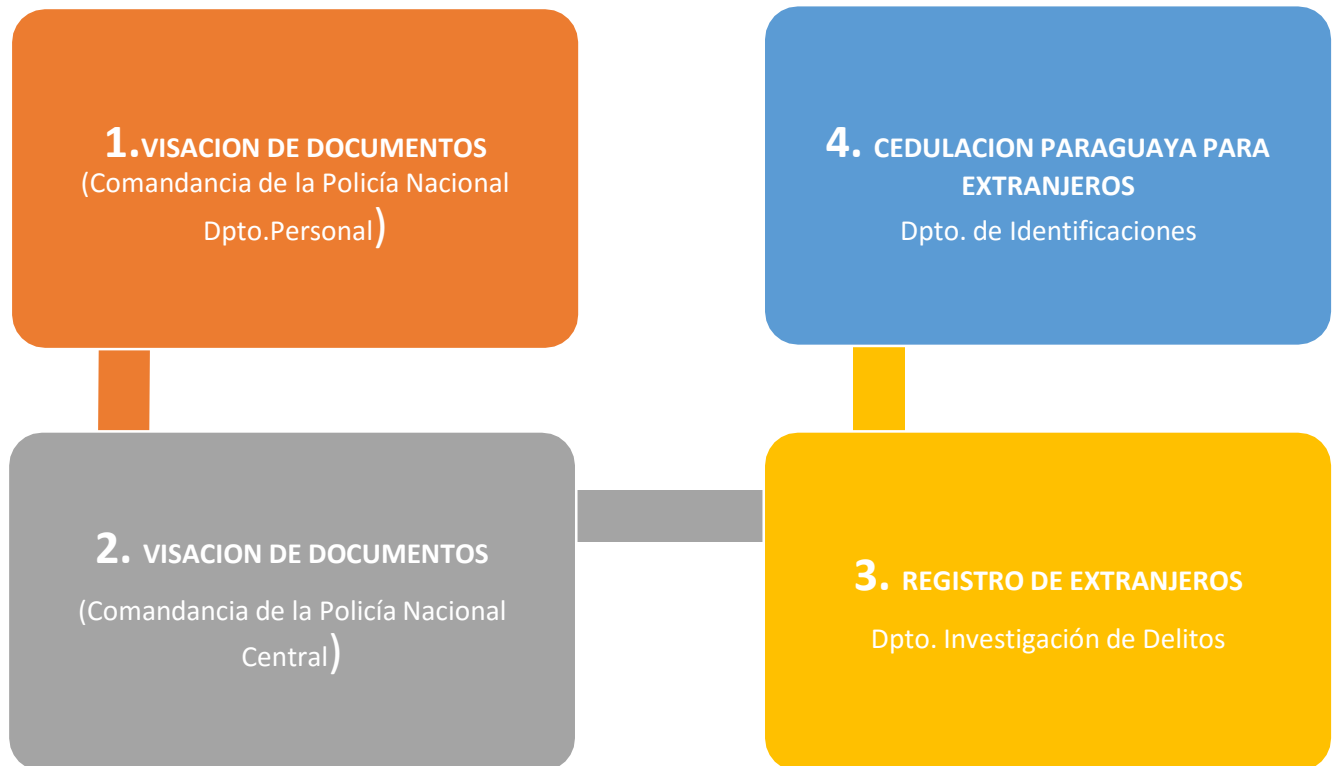 1.VISACION DE DOCUMENTOS
(Comandancia de la Policía Nacional
Dpto.Personal)
2. VISACION DE DOCUMENTOS
(Comandancia de la Policía Nacional
Central)
3. REGISTRO DE EXTRANJEROS
Dpto. Investigación de Delitos
4. CEDULACION PARAGUAYA PARA
EXTRANJEROS
Dpto. de Identificaciones